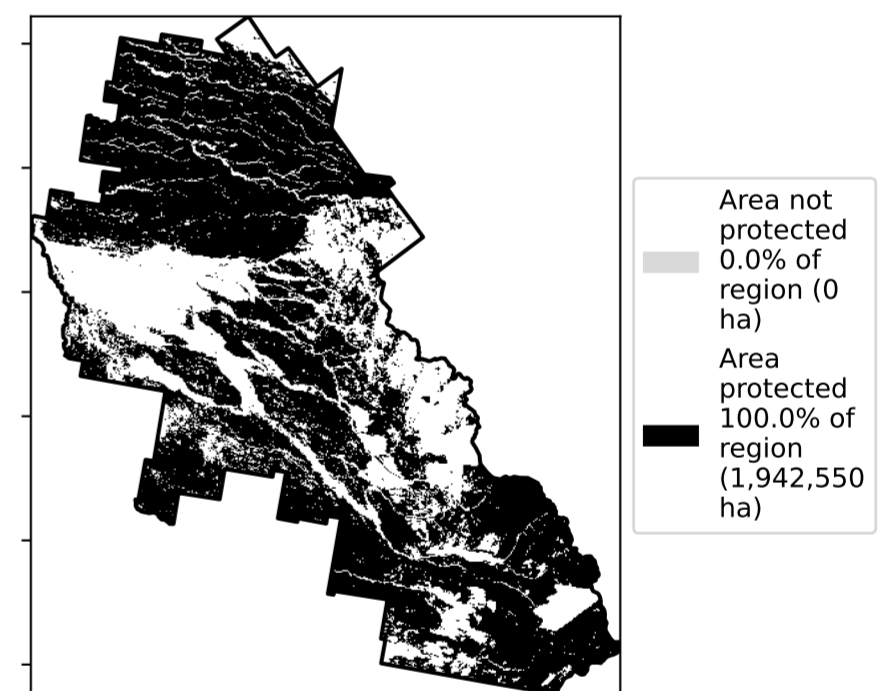 Area not
protected
0.0% of
region (0
ha)
Area
protected
100.0% of
region
(1,942,550
ha)